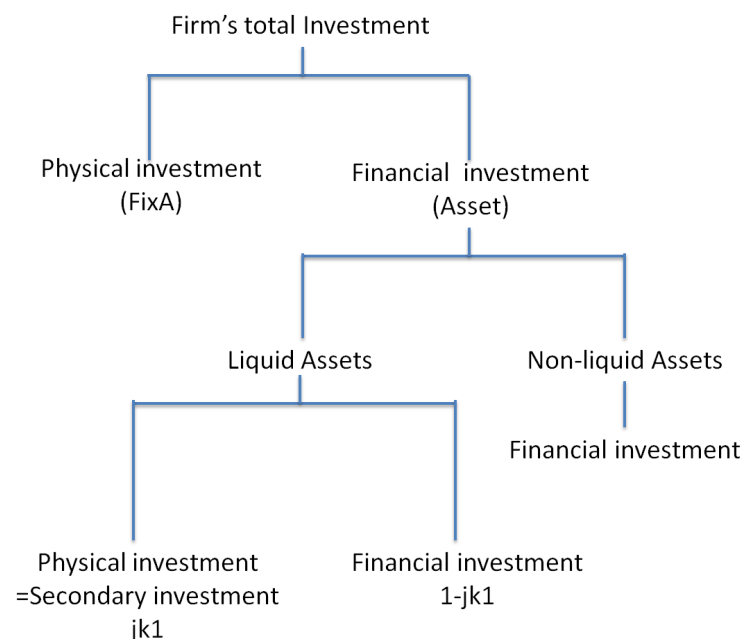 Firm's total Investment
Physical investment
(FixA)
Financial investment
(Asset)
Liquid Assets
Non-liquid Assets
Financial investment
Physical investment
=Secondary investment
jk1
Financial investment
1-jk1